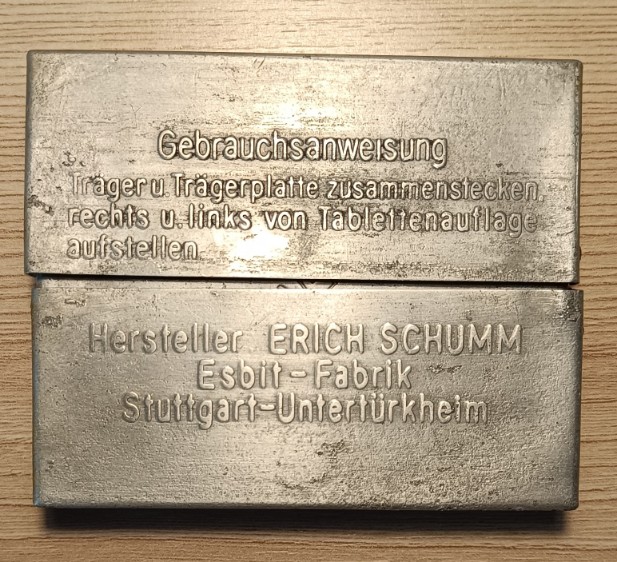 Gebrauchsanweisung
Träger u. Trägerplatte zusammenstecken,
rechts u. links von Tablettenauflage
aufstellen.
Hersteller ERICH SCHUMM
Esbit-Fabrik
Stuttgart-Untertürkheim